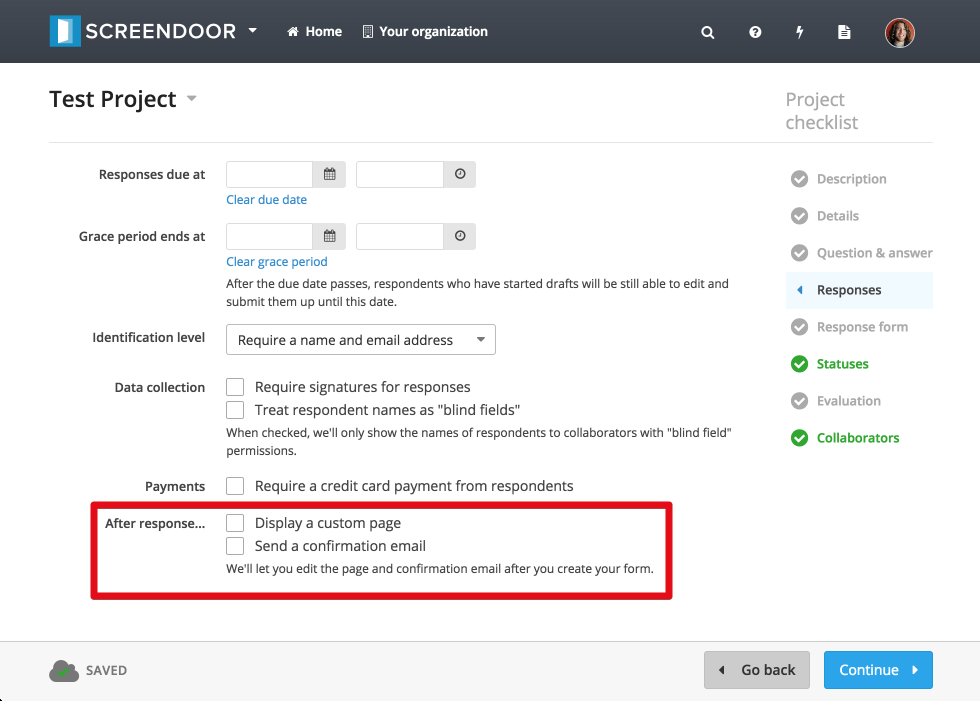 SCREENDOOR
Home
Your organization
Test Project
Project
checklist
Responses due at
Clear due date
Grace period ends at
Clear grace period
After the due date passes, respondents who have started drafts will be still able to edit and
submit them up until this date.
Identification level
Require a name and email address
Data collection
Require signatures for responses
Treat respondent names as "blind fields"
When checked, we'll only show the names of respondents to collaborators with "blind field"
permissions.
Payments
Require a credit card payment from respondents
After response...
Display a custom page
Send a confirmation email
We'll let you edit the page and confirmation email after you create your form.
Description
Details
Question & answer
Responses
Response form
Statuses
Evaluation
Collaborators
SAVED
Go back
Continue